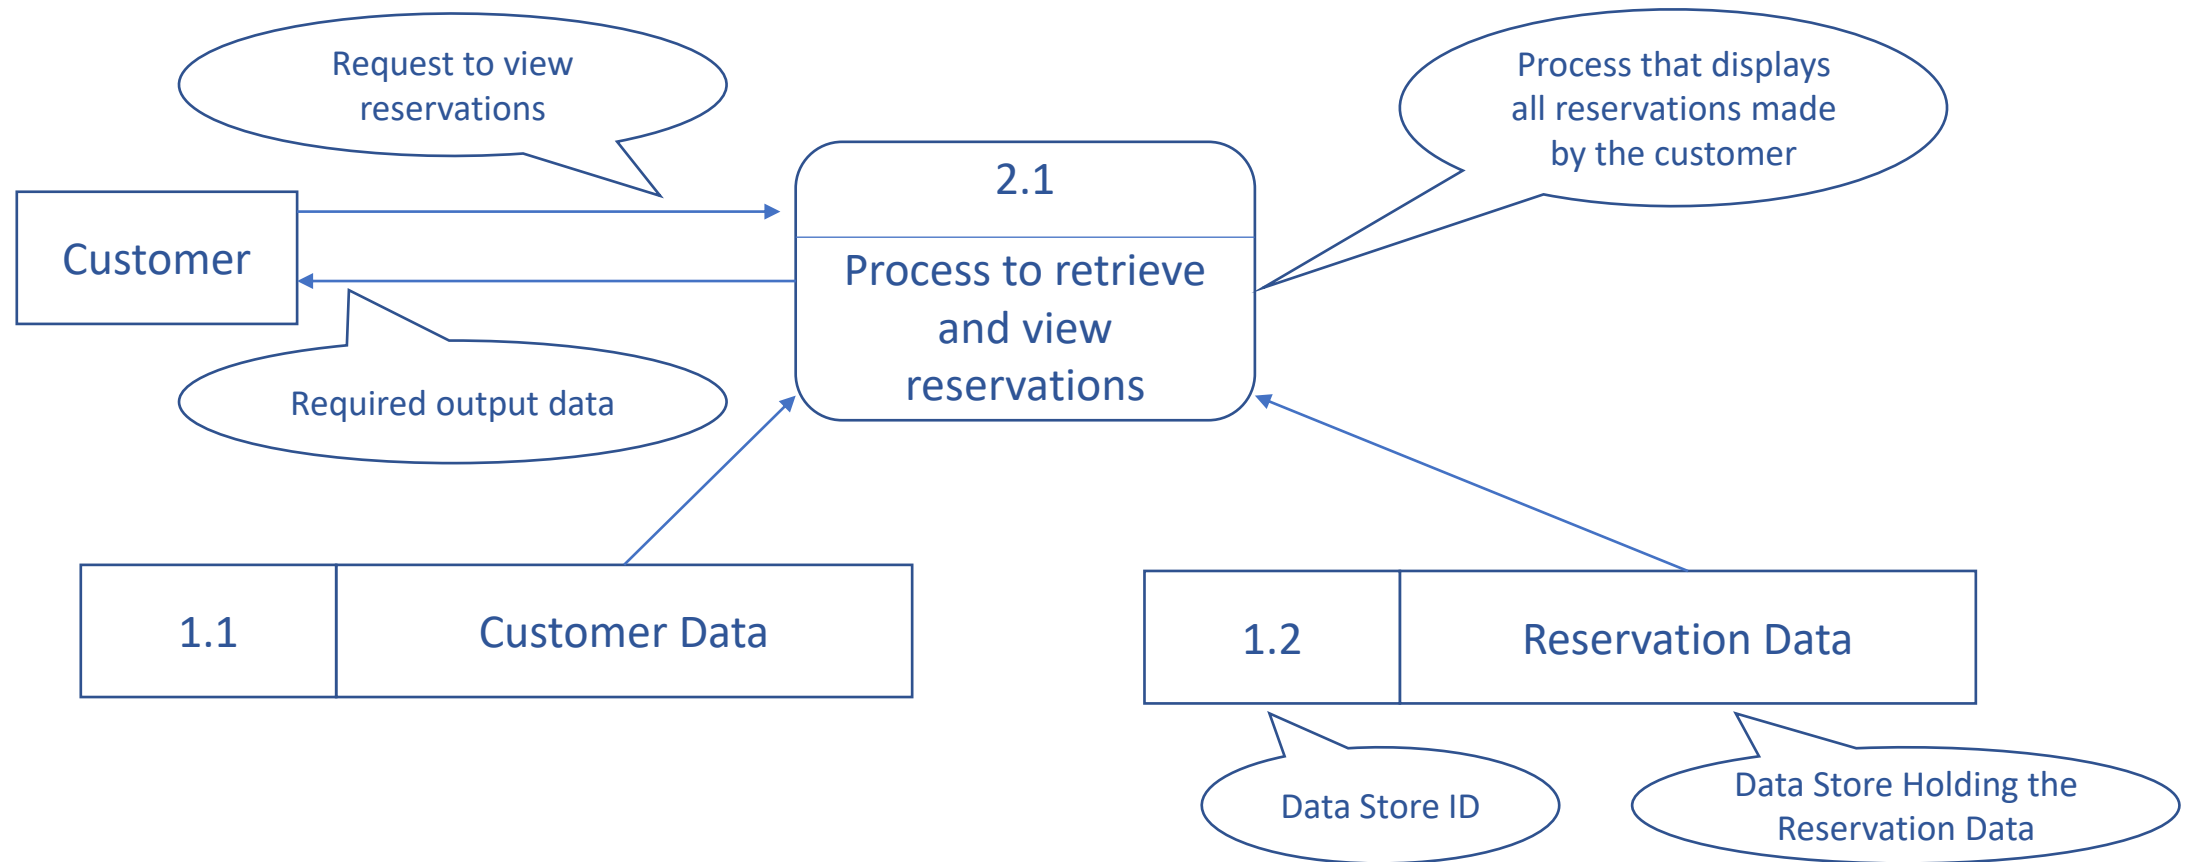 Request to view
reservations
Process that displays
all reservations made
by the customer
2.1
Customer
Process to retrieve
and view
reservations
Required output data
1.1
Customer Data
1.2
Reservation Data
Data Store ID
Data Store Holding the
Reservation Data